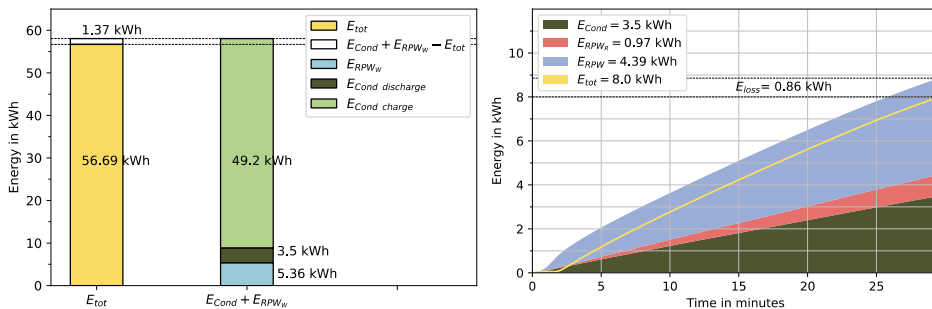 1.37 kWh
E_tot
E_Cond + E_RPW_W − E_tot
E_RPW_W
E_Cond discharge
E_Cond charge
60
50
40
30
20
10
0
Energy in kWh
56.69 kWh
49.2 kWh
3.5 kWh
5.36 kWh
E_tot
E_Cond + E_RPW_W
E_Cond = 3.5 kWh
E_RPW_R = 0.97 kWh
E_RPW = 4.39 kWh
E_tot = 8.0 kWh
E_loss = 0.86 kWh
12
10
8
6
4
2
0
Energy in kWh
0
5
10
15
20
25
Time in minutes